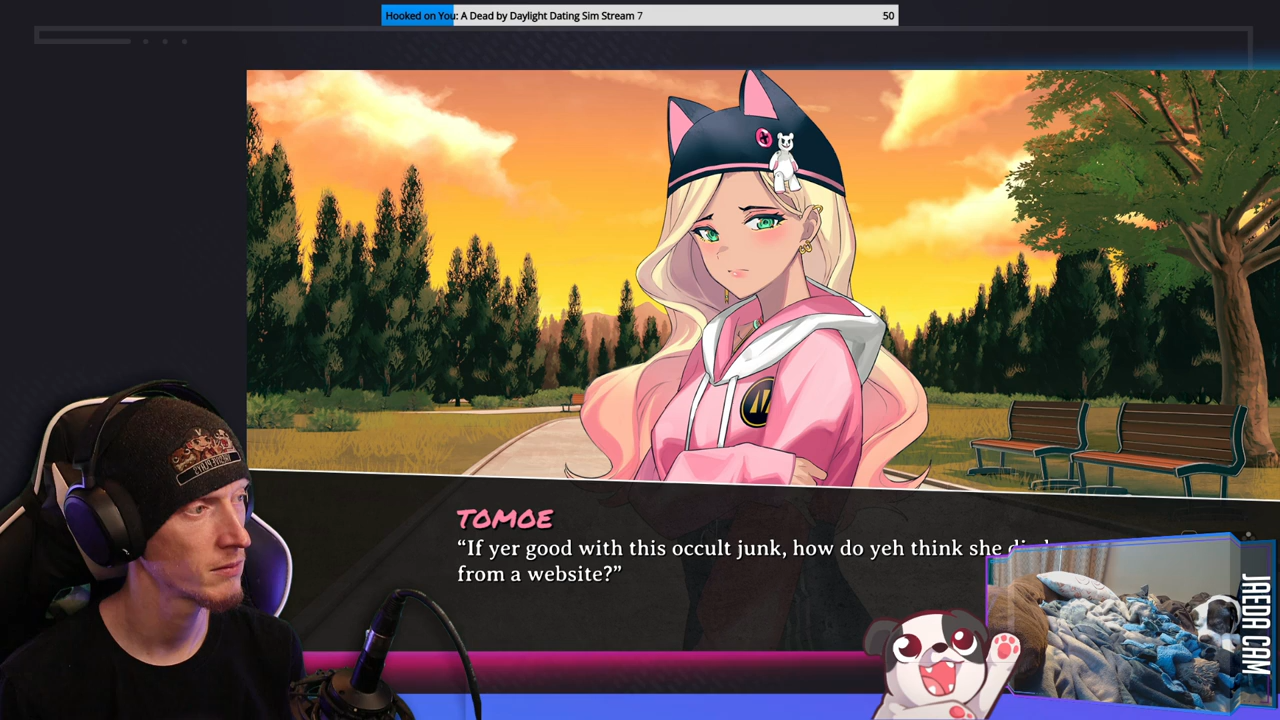 Hooked on You: A Dead by Daylight Dating Sim Stream 7
50
TOMOE
“If yer good with this occult junk, how do yeh think she
from a website?”
JAEDA CAM